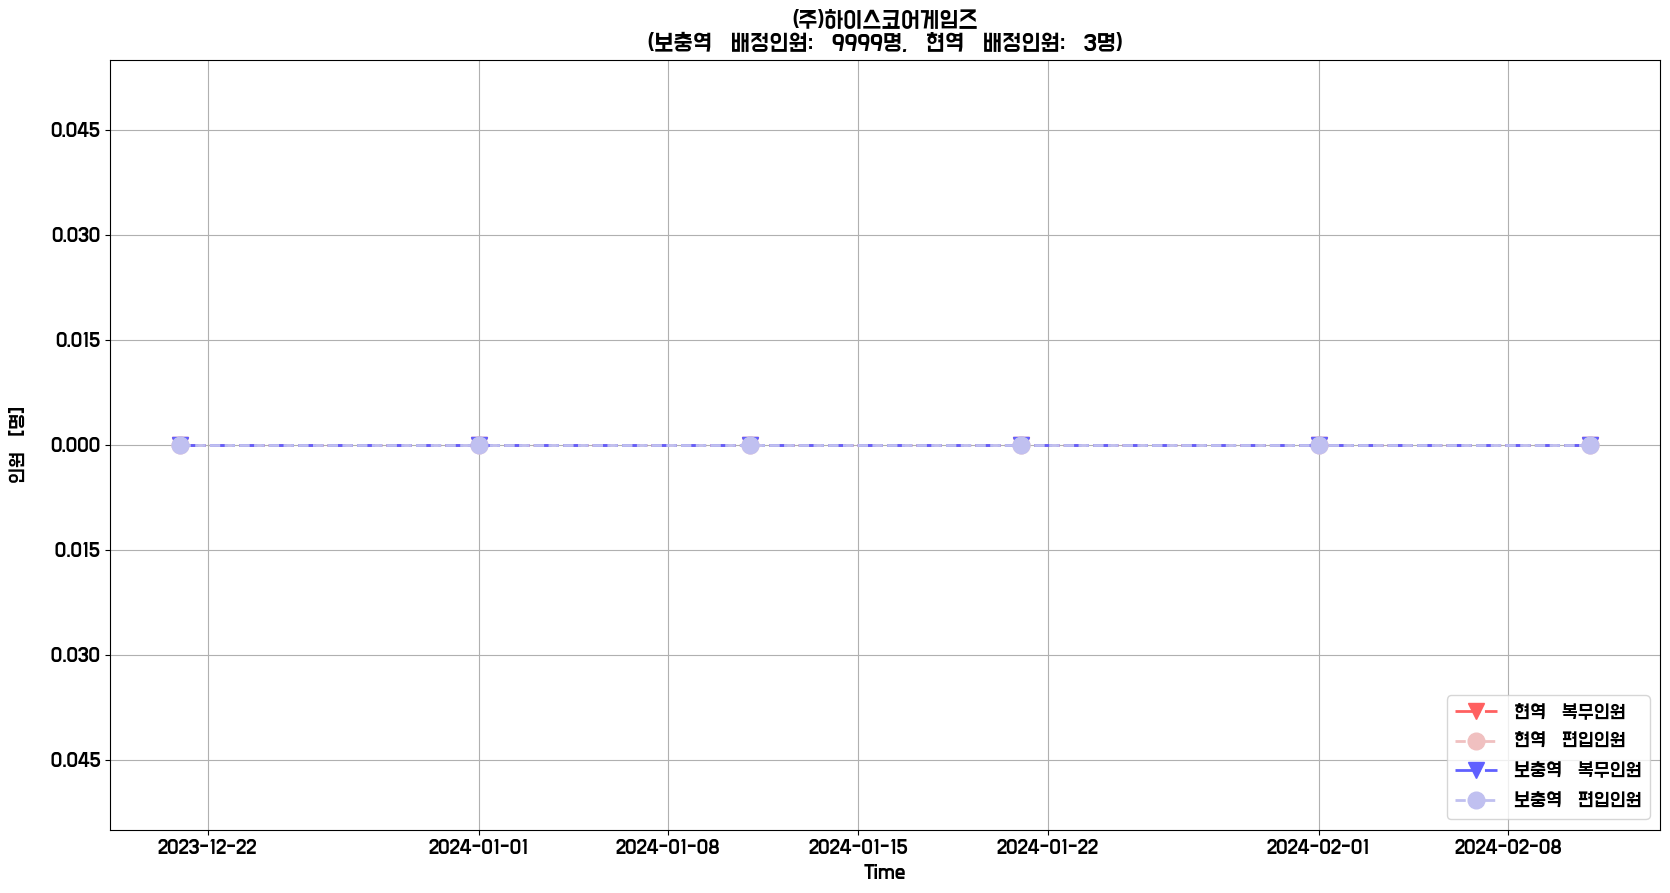 (주)하이스코어게임즈
(보충역 배정인원: 9999명, 현역 배정인원: 3명)
인원 [명]
0.045
0.030
0.015
0.000
0.015
0.030
0.045
현역 복무인원
현역 편입인원
보충역 복무인원
보충역 편입인원
2023-12-22 2024-01-01 2024-01-08 2024-01-15 2024-01-22 2024-02-01 2024-02-08
Time